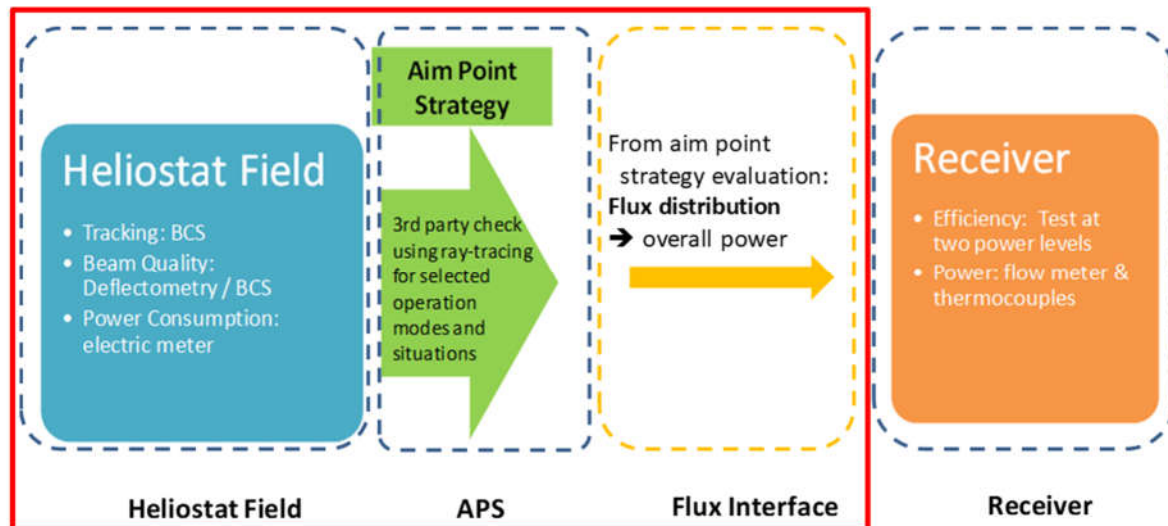 Heliostat Field
• Tracking: BCS
• Beam Quality:
Deflectometry / BCS
• Power Consumption:
electric meter
Aim Point
Strategy
3rd party check
using ray-tracing
for selected
operation
modes and
situations
From aim point
strategy evaluation:
Flux distribution
➔ overall power
Receiver
• Efficiency: Test at
two power levels
• Power: flow meter &
thermocouples
Heliostat Field
APS
Flux Interface
Receiver